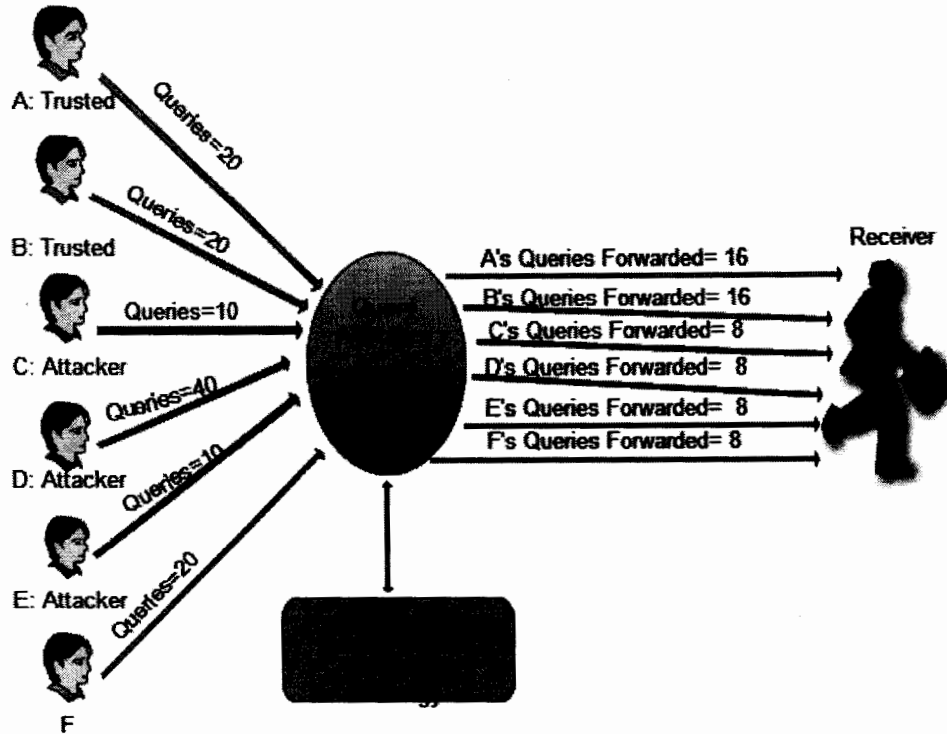 A: Trusted
Queries=20
B: Trusted
Queries=20
C: Attacker
Queries=10
D: Attacker
Queries=40
E: Attacker
Queries=10
F
Queries=20
A's Queries Forwarded= 16
B's Queries Forwarded= 16
C's Queries Forwarded= 8
D's Queries Forwarded= 8
E's Queries Forwarded= 8
F's Queries Forwarded= 8
Receiver